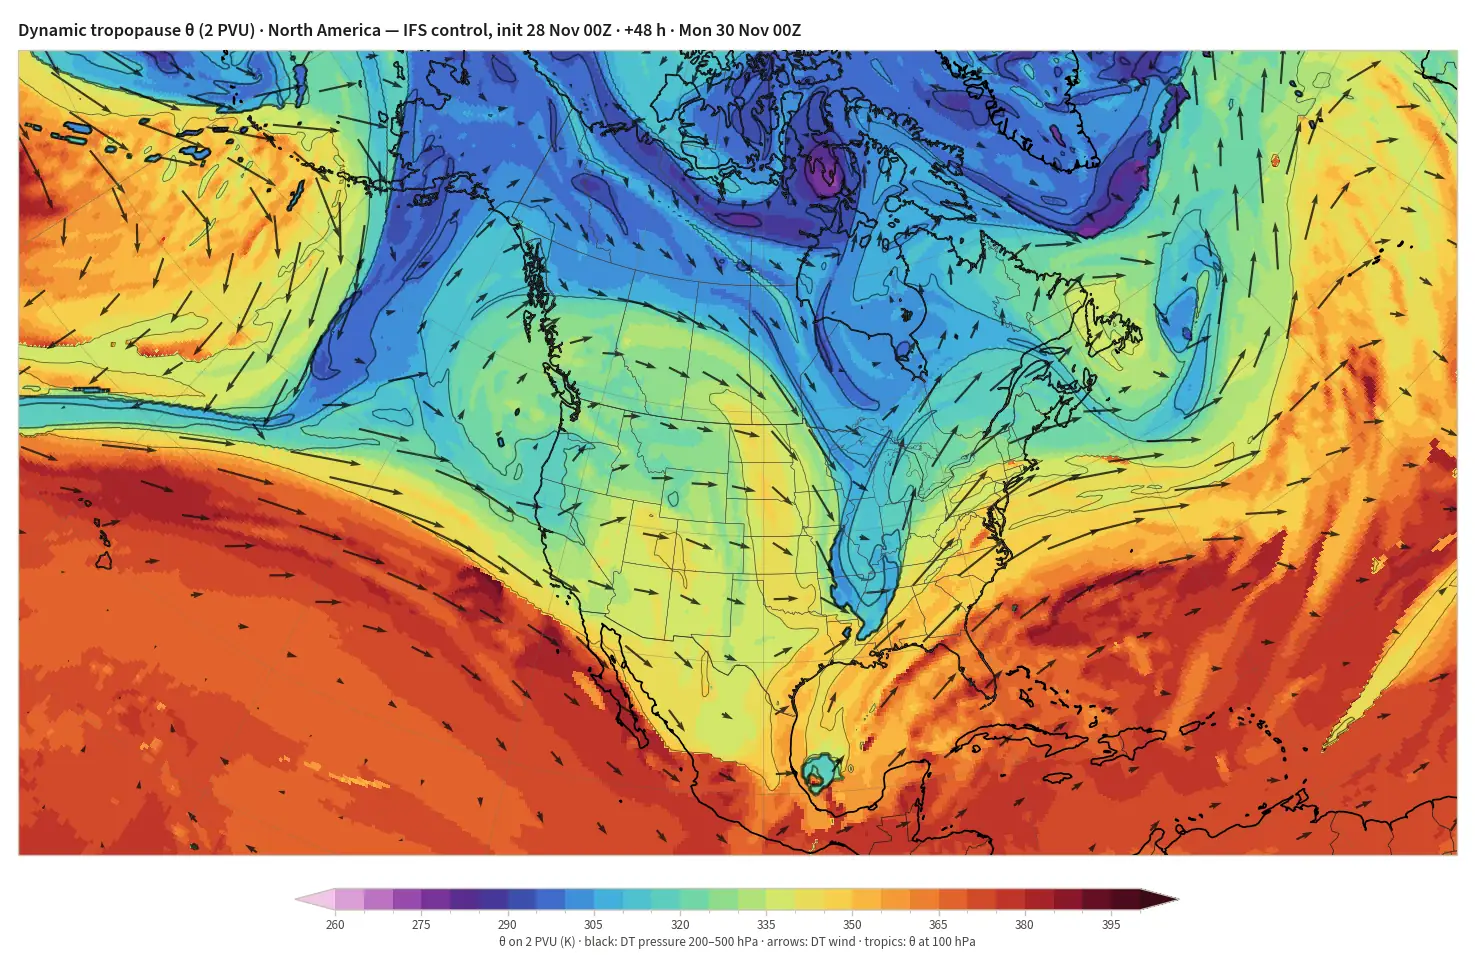 Dynamic tropopause θ (2 PVU) · North America — IFS control, init 28 Nov 00Z · +48 h · Mon 30 Nov 00Z
260 275 290 305 320 335 350 365 380 395
θ on 2 PVU (K) · black: DT pressure 200–500 hPa · arrows: DT wind · tropics: θ at 100 hPa